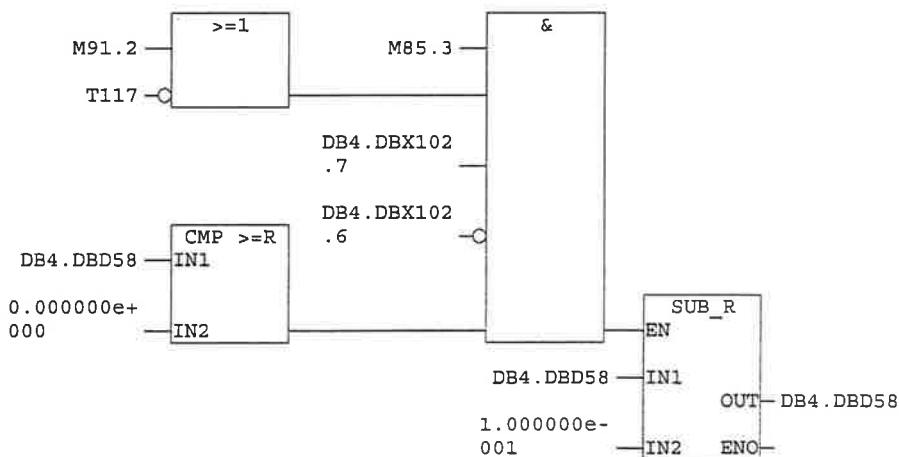 >=1
&
M91.2
M85.3
T117
DB4.DBX102
.7
DB4.DBX102
.6
CMP >=R
DB4.DBD58
IN1
0.000000e+
000
IN2
SUB_R
EN
DB4.DBD58
IN1
OUT
DB4.DBD58
1.000000e-
001
IN2
ENO